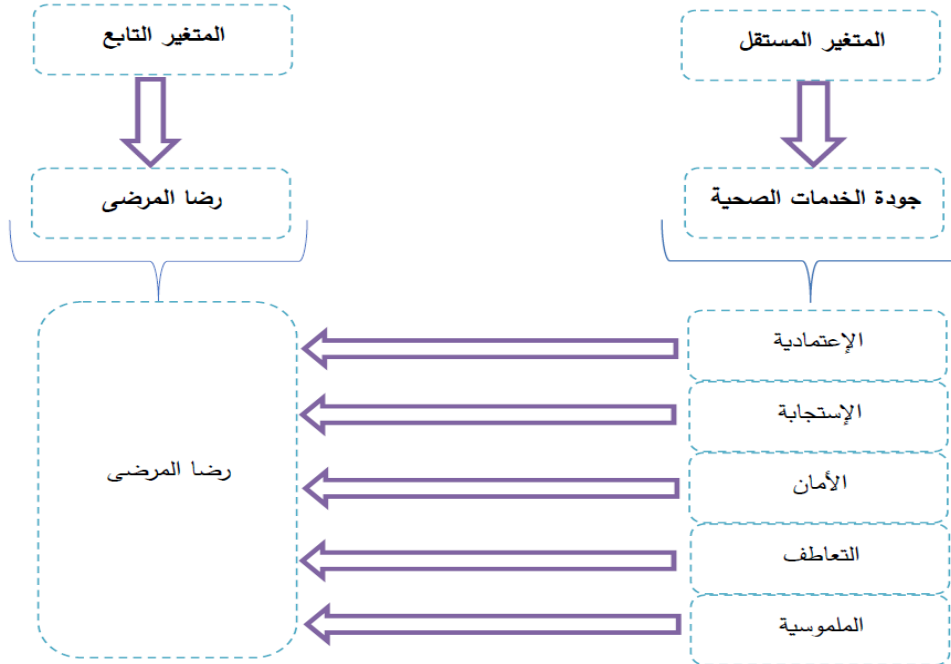 المتغير المستقل
المتغير التابع
جودة الخدمات الصحية
رضا المرضى
الإعتمادية
الإستجابة
الأمان
التعاطف
الملموسية
رضا المرضى